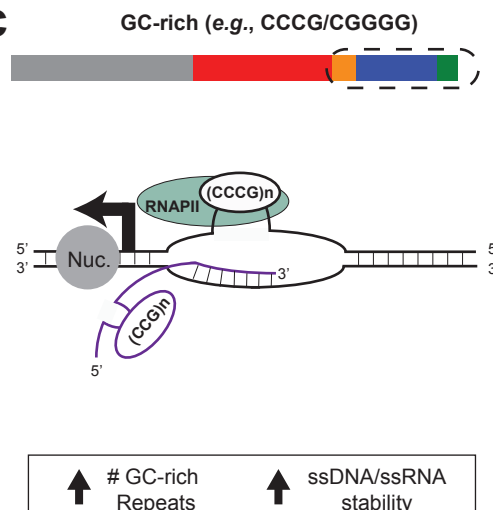 C
GC-rich (e.g., CCCG/CGGGG)
RNAPII
(CCCG)n
5’
3’
Nuc.
5’
3’
3’
(CCG)n
5’
# GC-rich
Repeats
ssDNA/ssRNA
stability